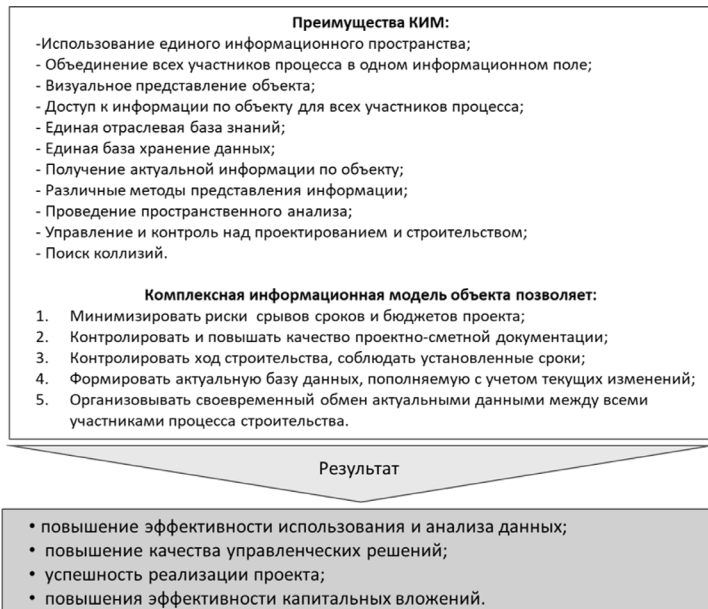 Преимущества КИМ:
-Использование единого информационного пространства;
- Объединение всех участников процесса в одном информационном поле;
- Визуальное представление объекта;
- Доступ к информации по объекту для всех участников процесса;
- Единая отраслевая база знаний;
- Единая база хранение данных;
- Получение актуальной информации по объекту;
- Различные методы представления информации;
- Проведение пространственного анализа;
- Управление и контроль над проектированием и строительством;
- Поиск коллизий.
Комплексная информационная модель объекта позволяет:
1. Минимизировать риски срывов сроков и бюджетов проекта;
2. Контролировать и повышать качество проектно-сметной документации;
3. Контролировать ход строительства, соблюдать установленные сроки;
4. Формировать актуальную базу данных, пополняемую с учетом текущих изменений;
5. Организовывать своевременный обмен актуальными данными между всеми
участниками процесса строительства.
Результат
• повышение эффективности использования и анализа данных;
• повышение качества управленческих решений;
• успешность реализации проекта;
• повышения эффективности капитальных вложений.